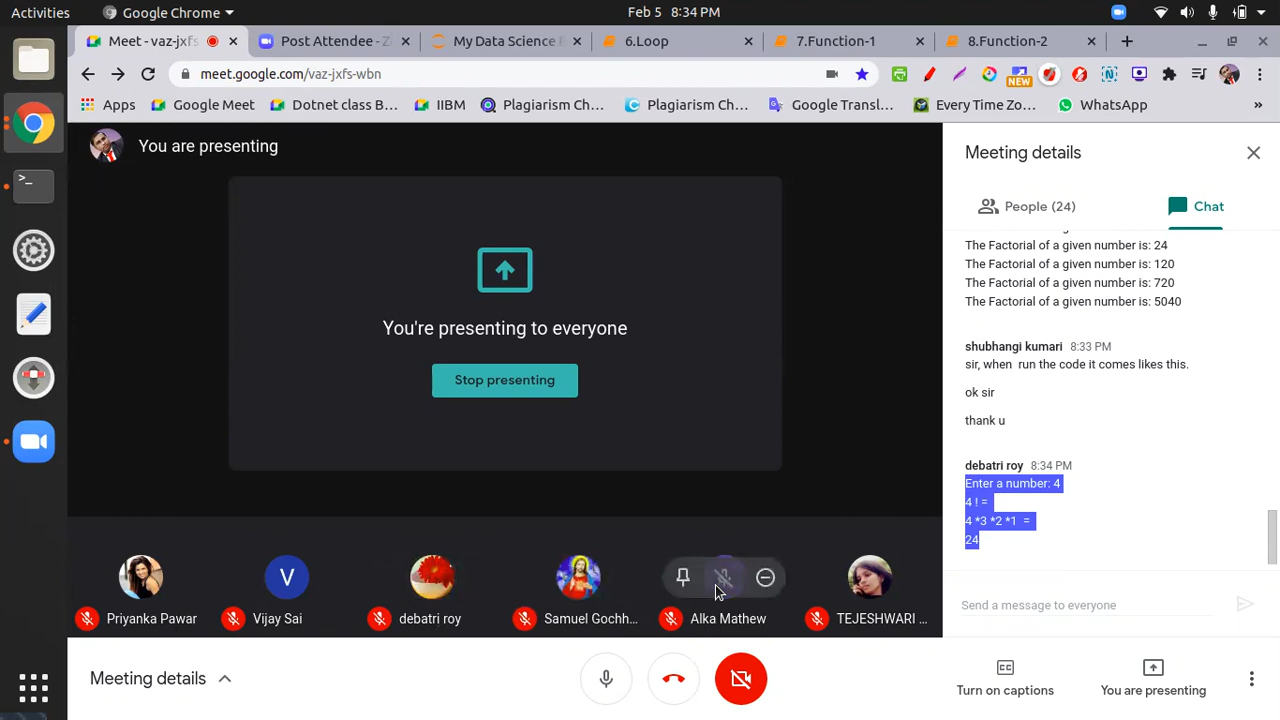 Activities
Google Chrome
Feb 5 8:34 PM
Meet - vaz-jxfs
Post Attendee - Z
My Data Science B
6.Loop
7.Function-1
8.Function-2
meet.google.com/vaz-jxfs-wbn
NEW
Apps
Google Meet
Dotnet class B...
IIBM
Plagiarism Ch...
Plagiarism Ch...
Google Transl...
Every Time Zo...
WhatsApp
»
You are presenting
You're presenting to everyone
Stop presenting
Priyanka Pawar
V
Vijay Sai
debatri roy
Samuel Gochh...
Alka Mathew
TEJESHWARI ...
Meeting details
Meeting details
People (24)
Chat
The Factorial of a given number is: 24
The Factorial of a given number is: 120
The Factorial of a given number is: 720
The Factorial of a given number is: 5040
shubhangi kumari 8:33 PM
sir, when run the code it comes likes this.
ok sir
thank u
debatri roy 8:34 PM
Enter a number: 4
4 ! =
4 *3 *2 *1 =
24
Send a message to everyone
Turn on captions
You are presenting